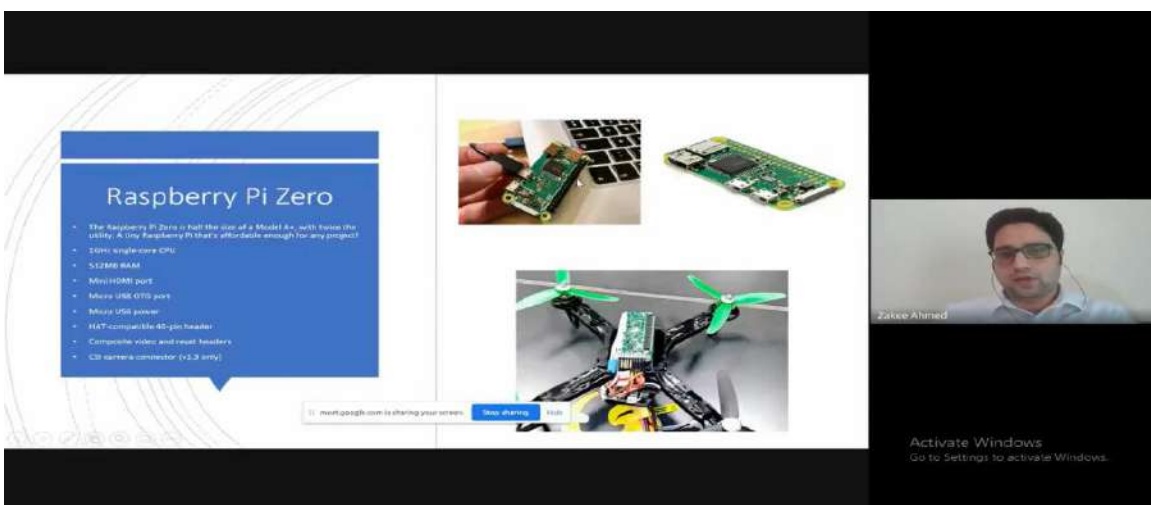 Raspberry Pi Zero
The Raspberry Pi Zero is half the size of a Model A+, with twice the
utility. A tiny Raspberry Pi that's affordable enough for any project!
1GHz single-core CPU
512MB RAM
Mini HDMI port
Micro USB OTG port
Micro USB power
HAT-compatible 40-pin header
Composite video and reset headers
CSI camera connector (v1.3 only)
meet.google.com is sharing your screen.
Stop sharing
Hide
Zakee Ahmed
Activate Windows
Go to Settings to activate Windows.